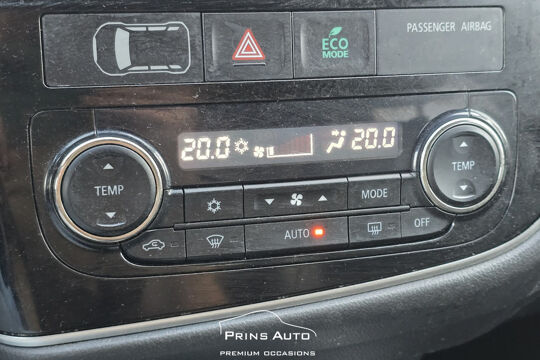 ECO
MODE
PASSENGER AIRBAG
20.0 20.0
TEMP
TEMP
MODE
AUTO
OFF
PRINS AUTO
PREMIUM OCCASIONS